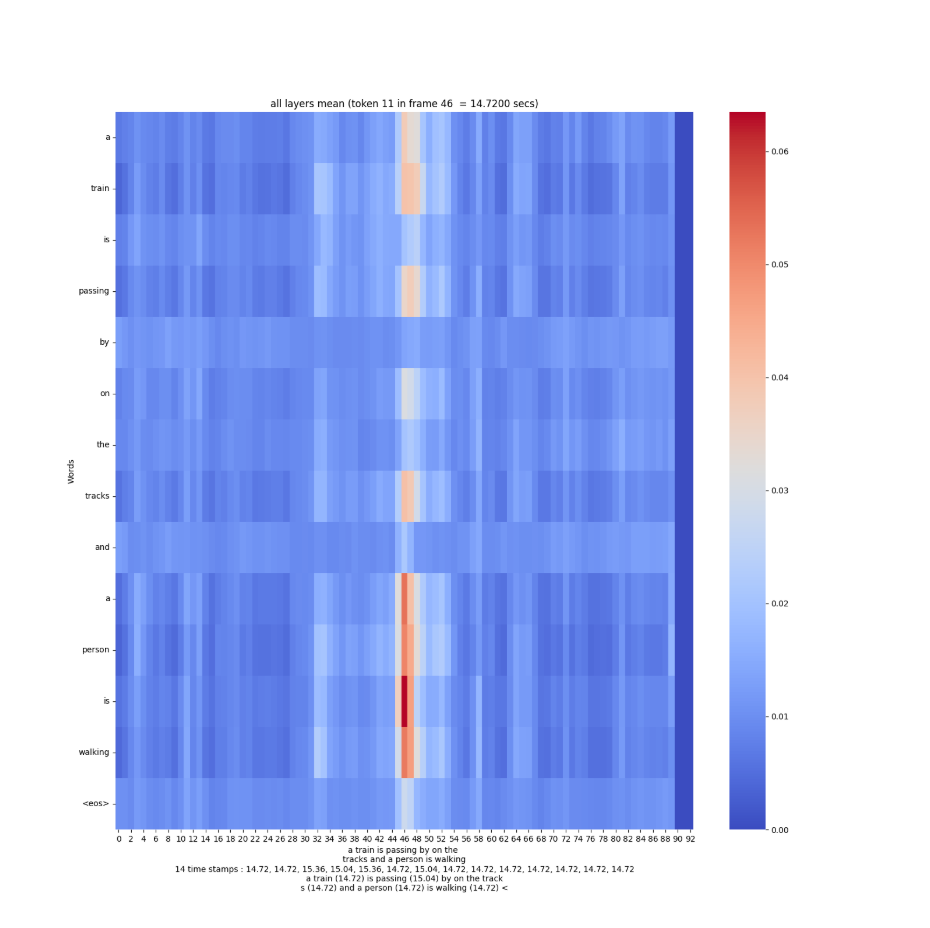 all layers mean (token 11 in frame 46  = 14.7200 secs)
a
train
is
passing
by
on
the
tracks
and
a
person
is
walking
<eos>
Words
0 2 4 6 8 10 12 14 16 18 20 22 24 26 28 30 32 34 36 38 40 42 44 46 48 50 52 54 56 58 60 62 64 66 68 70 72 74 76 78 80 82 84 86 88 90 92
0.06
0.05
0.04
0.03
0.02
0.01
0.00
a train is passing by on the
tracks and a person is walking
14 time stamps : 14.72, 14.72, 15.36, 15.04, 15.36, 14.72, 15.04, 14.72, 14.72, 14.72, 14.72, 14.72, 14.72, 14.72
a train (14.72) is passing (15.04) by on the track
s (14.72) and a person (14.72) is walking (14.72) <